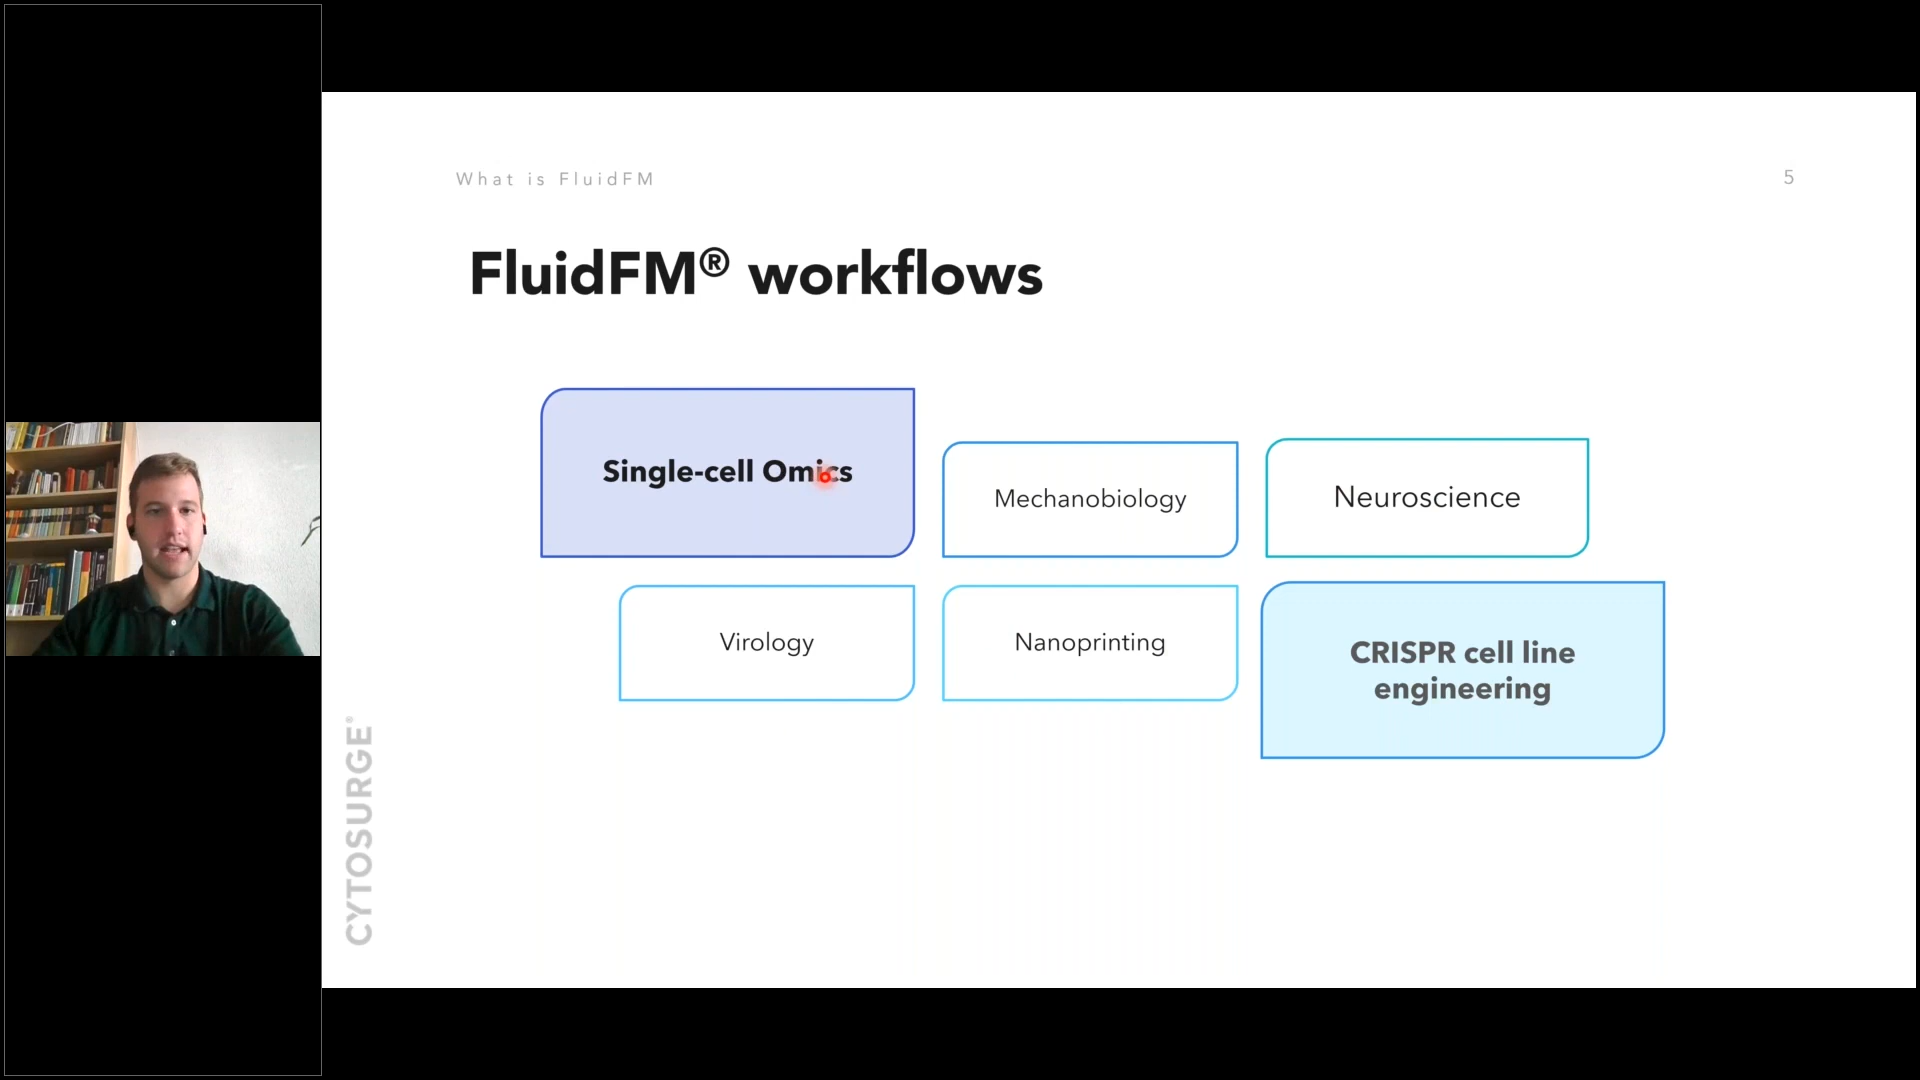 What is FluidFM
5
FluidFM® workflows
Single-cell Omics
Mechanobiology
Neuroscience
Virology
Nanoprinting
CRISPR cell line
engineering
CYTOSURGE®